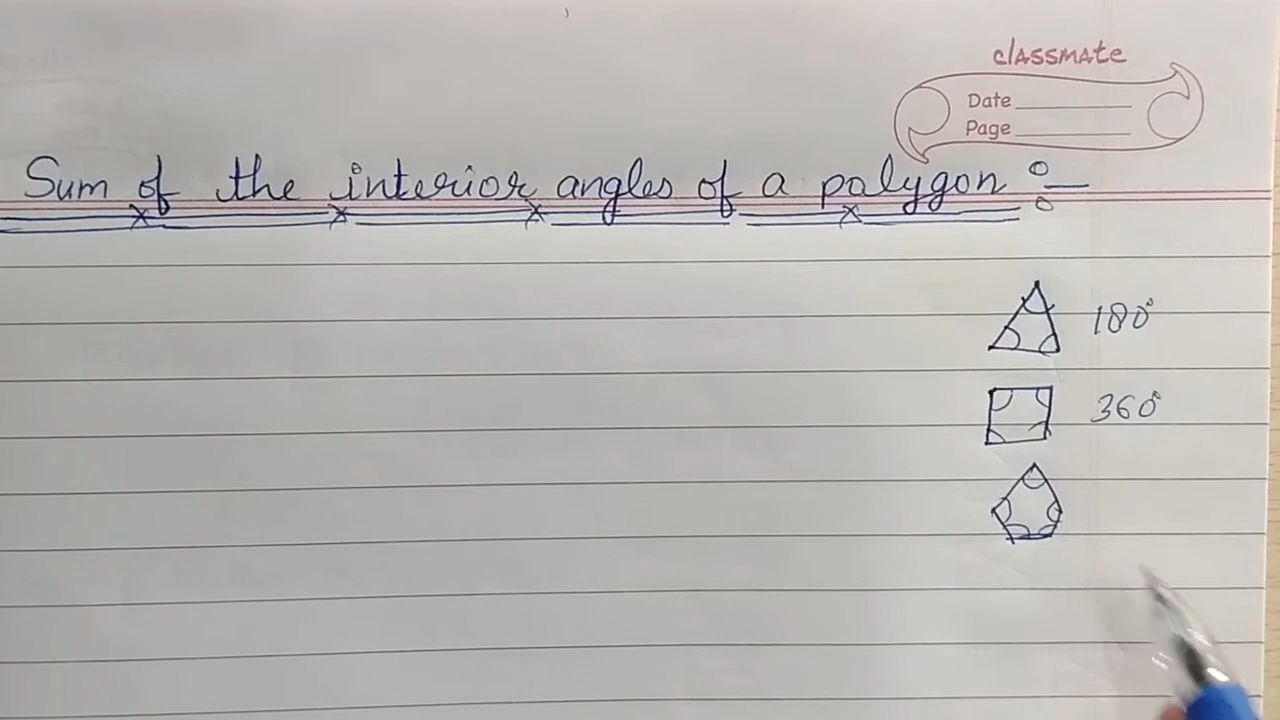 classmate
Date
Page
Sum of the interior angles of a polygon :-
180°
360°